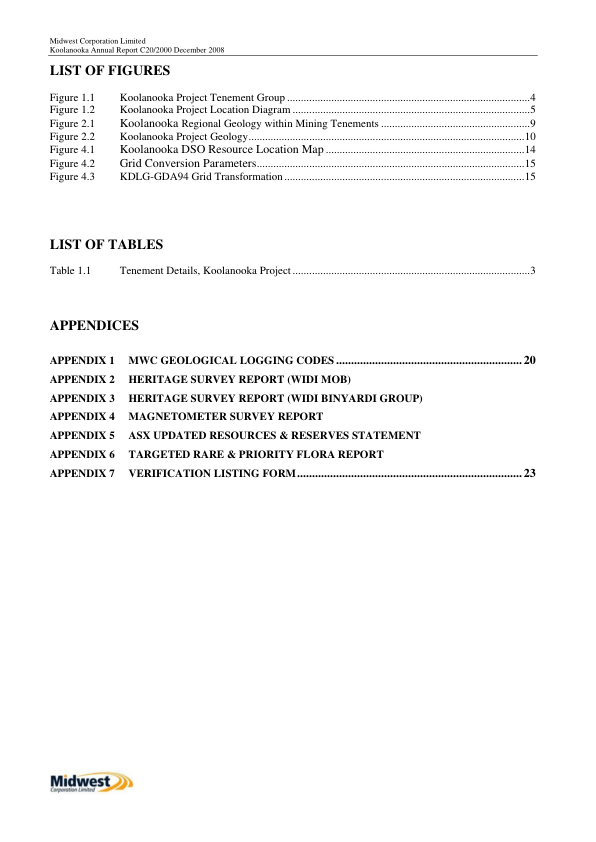 Midwest Corporation Limited
Koolanooka Annual Report C20/2000 December 2008
LIST OF FIGURES
Figure 1.1 Koolanooka Project Tenement Group ..........................................................................................4
Figure 1.2 Koolanooka Project Location Diagram ........................................................................................5
Figure 2.1 Koolanooka Regional Geology within Mining Tenements ......................................................9
Figure 2.2 Koolanooka Project Geology....................................................................................................10
Figure 4.1 Koolanooka DSO Resource Location Map .........................................................................14
Figure 4.2 Grid Conversion Parameters..................................................................................................15
Figure 4.3 KDLG-GDA94 Grid Transformation ........................................................................................15
LIST OF TABLES
Table 1.1 Tenement Details, Koolanooka Project ........................................................................................3
APPENDICES
APPENDIX 1 MWC GEOLOGICAL LOGGING CODES ............................................................. 20
APPENDIX 2 HERITAGE SURVEY REPORT (WIDI MOB)
APPENDIX 3 HERITAGE SURVEY REPORT (WIDI BINYARDI GROUP)
APPENDIX 4 MAGNETOMETER SURVEY REPORT
APPENDIX 5 ASX UPDATED RESOURCES & RESERVES STATEMENT
APPENDIX 6 TARGETED RARE & PRIORITY FLORA REPORT
APPENDIX 7 VERIFICATION LISTING FORM.......................................................................... 23
Midwest
Corporation Limited